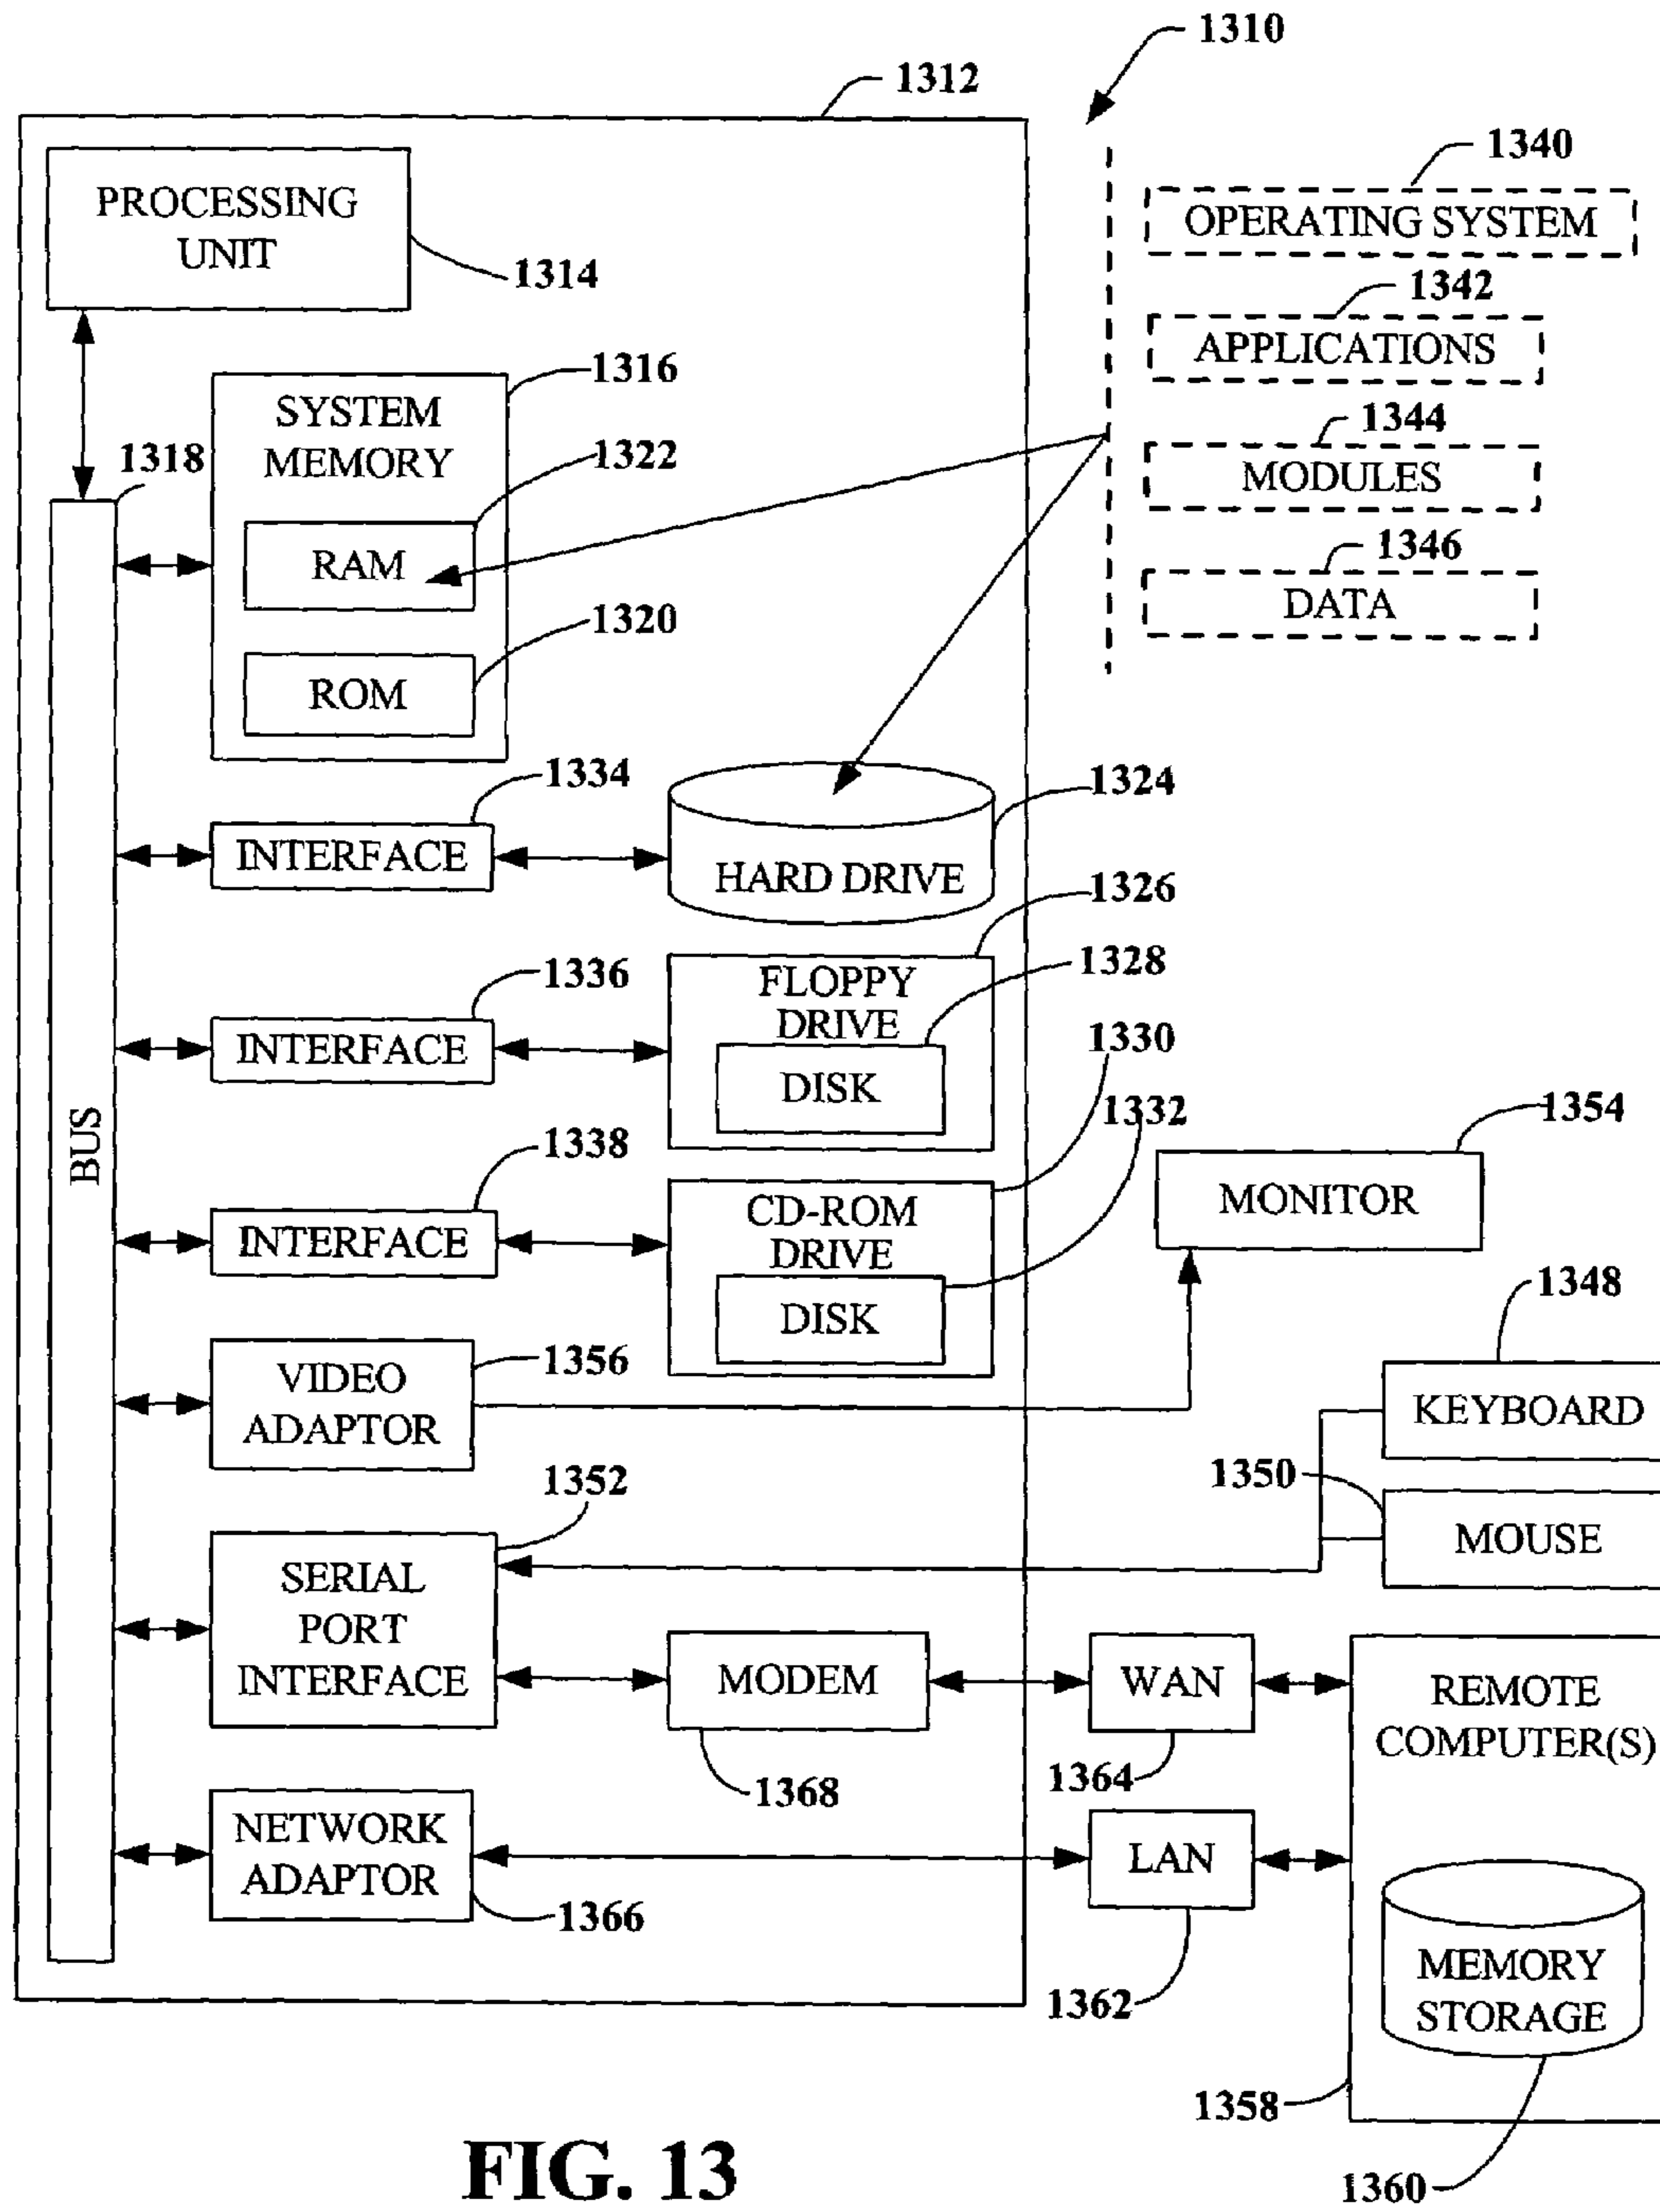 1310
1312
1340
PROCESSING
UNIT
OPERATING SYSTEM
1314
1342
APPLICATIONS
1316
SYSTEM
MEMORY
1344
1318
1322
MODULES
RAM
1346
DATA
1320
ROM
1334
1324
INTERFACE
HARD DRIVE
1326
1336
FLOPPY
DRIVE
1328
INTERFACE
1330
DISK
BUS
1332
1354
1338
MONITOR
CD-ROM
DRIVE
INTERFACE
1348
DISK
1356
VIDEO
ADAPTOR
KEYBOARD
1352
1350
MOUSE
SERIAL
PORT
INTERFACE
MODEM
WAN
REMOTE
COMPUTER(S)
1368
1364
NETWORK
ADAPTOR
LAN
1366
MEMORY
STORAGE
1362
1358
FIG. 13
1360